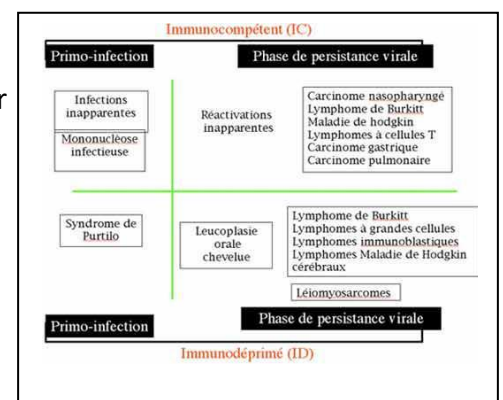 Immunocompétent (IC)
Primo-infection
Phase de persistance virale
r
Infections
inapparentes
Mononuclèose
infectieuse
Réactivations
inapparentes
Carcinome nasopharyngé
Lymphome de Burkitt
Maladie de hodgkin
Lymphomes à cellules T
Carcinome gastrique
Carcinome pulmonaire
Syndrome de
Purtilo
Leucoplasie
orale
chevelue
Lymphome de Burkitt
Lymphomes à grandes cellules
Lymphomes immunoblastiques
Lymphomes Maladie de Hodgkin
cérébraux
Léiomyosarcomes
Primo-infection
Phase de persistance virale
Immunodéprimé (ID)